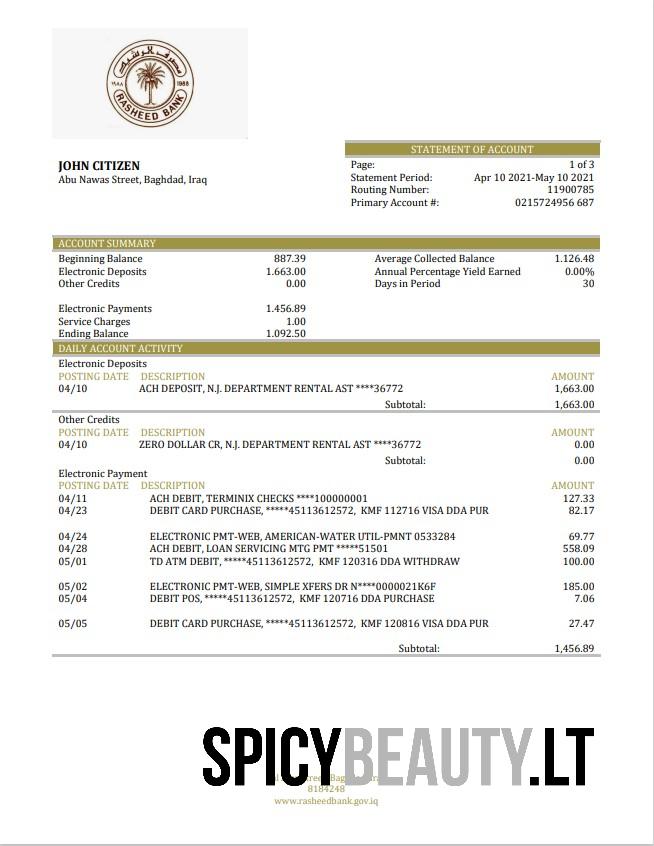 مصرف الرشيد
١٩٨٨ 1988
RASHEED BANK
STATEMENT OF ACCOUNT
JOHN CITIZEN
Abu Nawas Street, Baghdad, Iraq
Page: 1 of 3
Statement Period: Apr 10 2021-May 10 2021
Routing Number: 11900785
Primary Account #: 0215724956 687
ACCOUNT SUMMARY
Beginning Balance 887.39 Average Collected Balance 1.126.48
Electronic Deposits 1.663.00 Annual Percentage Yield Earned 0.00%
Other Credits 0.00 Days in Period 30
Electronic Payments 1.456.89
Service Charges 1.00
Ending Balance 1.092.50
DAILY ACCOUNT ACTIVITY
Electronic Deposits
POSTING DATE DESCRIPTION AMOUNT
04/10 ACH DEPOSIT, N.J. DEPARTMENT RENTAL AST ****36772 1,663.00
Subtotal: 1,663.00
Other Credits
POSTING DATE DESCRIPTION AMOUNT
04/10 ZERO DOLLAR CR, N.J. DEPARTMENT RENTAL AST ****36772 0.00
Subtotal: 0.00
Electronic Payment
POSTING DATE DESCRIPTION AMOUNT
04/11 ACH DEBIT, TERMINIX CHECKS ****100000001 127.33
04/23 DEBIT CARD PURCHASE, *****45113612572, KMF 112716 VISA DDA PUR 82.17
04/24 ELECTRONIC PMT-WEB, AMERICAN-WATER UTIL-PMNT 0533284 69.77
04/28 ACH DEBIT, LOAN SERVICING MTG PMT *****51501 558.09
05/01 TD ATM DEBIT, *****45113612572, KMF 120316 DDA WITHDRAW 100.00
05/02 ELECTRONIC PMT-WEB, SIMPLE XFERS DR N****0000021K6F 185.00
05/04 DEBIT POS, *****45113612572, KMF 120716 DDA PURCHASE 7.06
05/05 DEBIT CARD PURCHASE, *****45113612572, KMF 120816 VISA DDA PUR 27.47
Subtotal: 1,456.89
SPICYBEAUTY.LT
8184248
www.rasheedbank.gov.iq